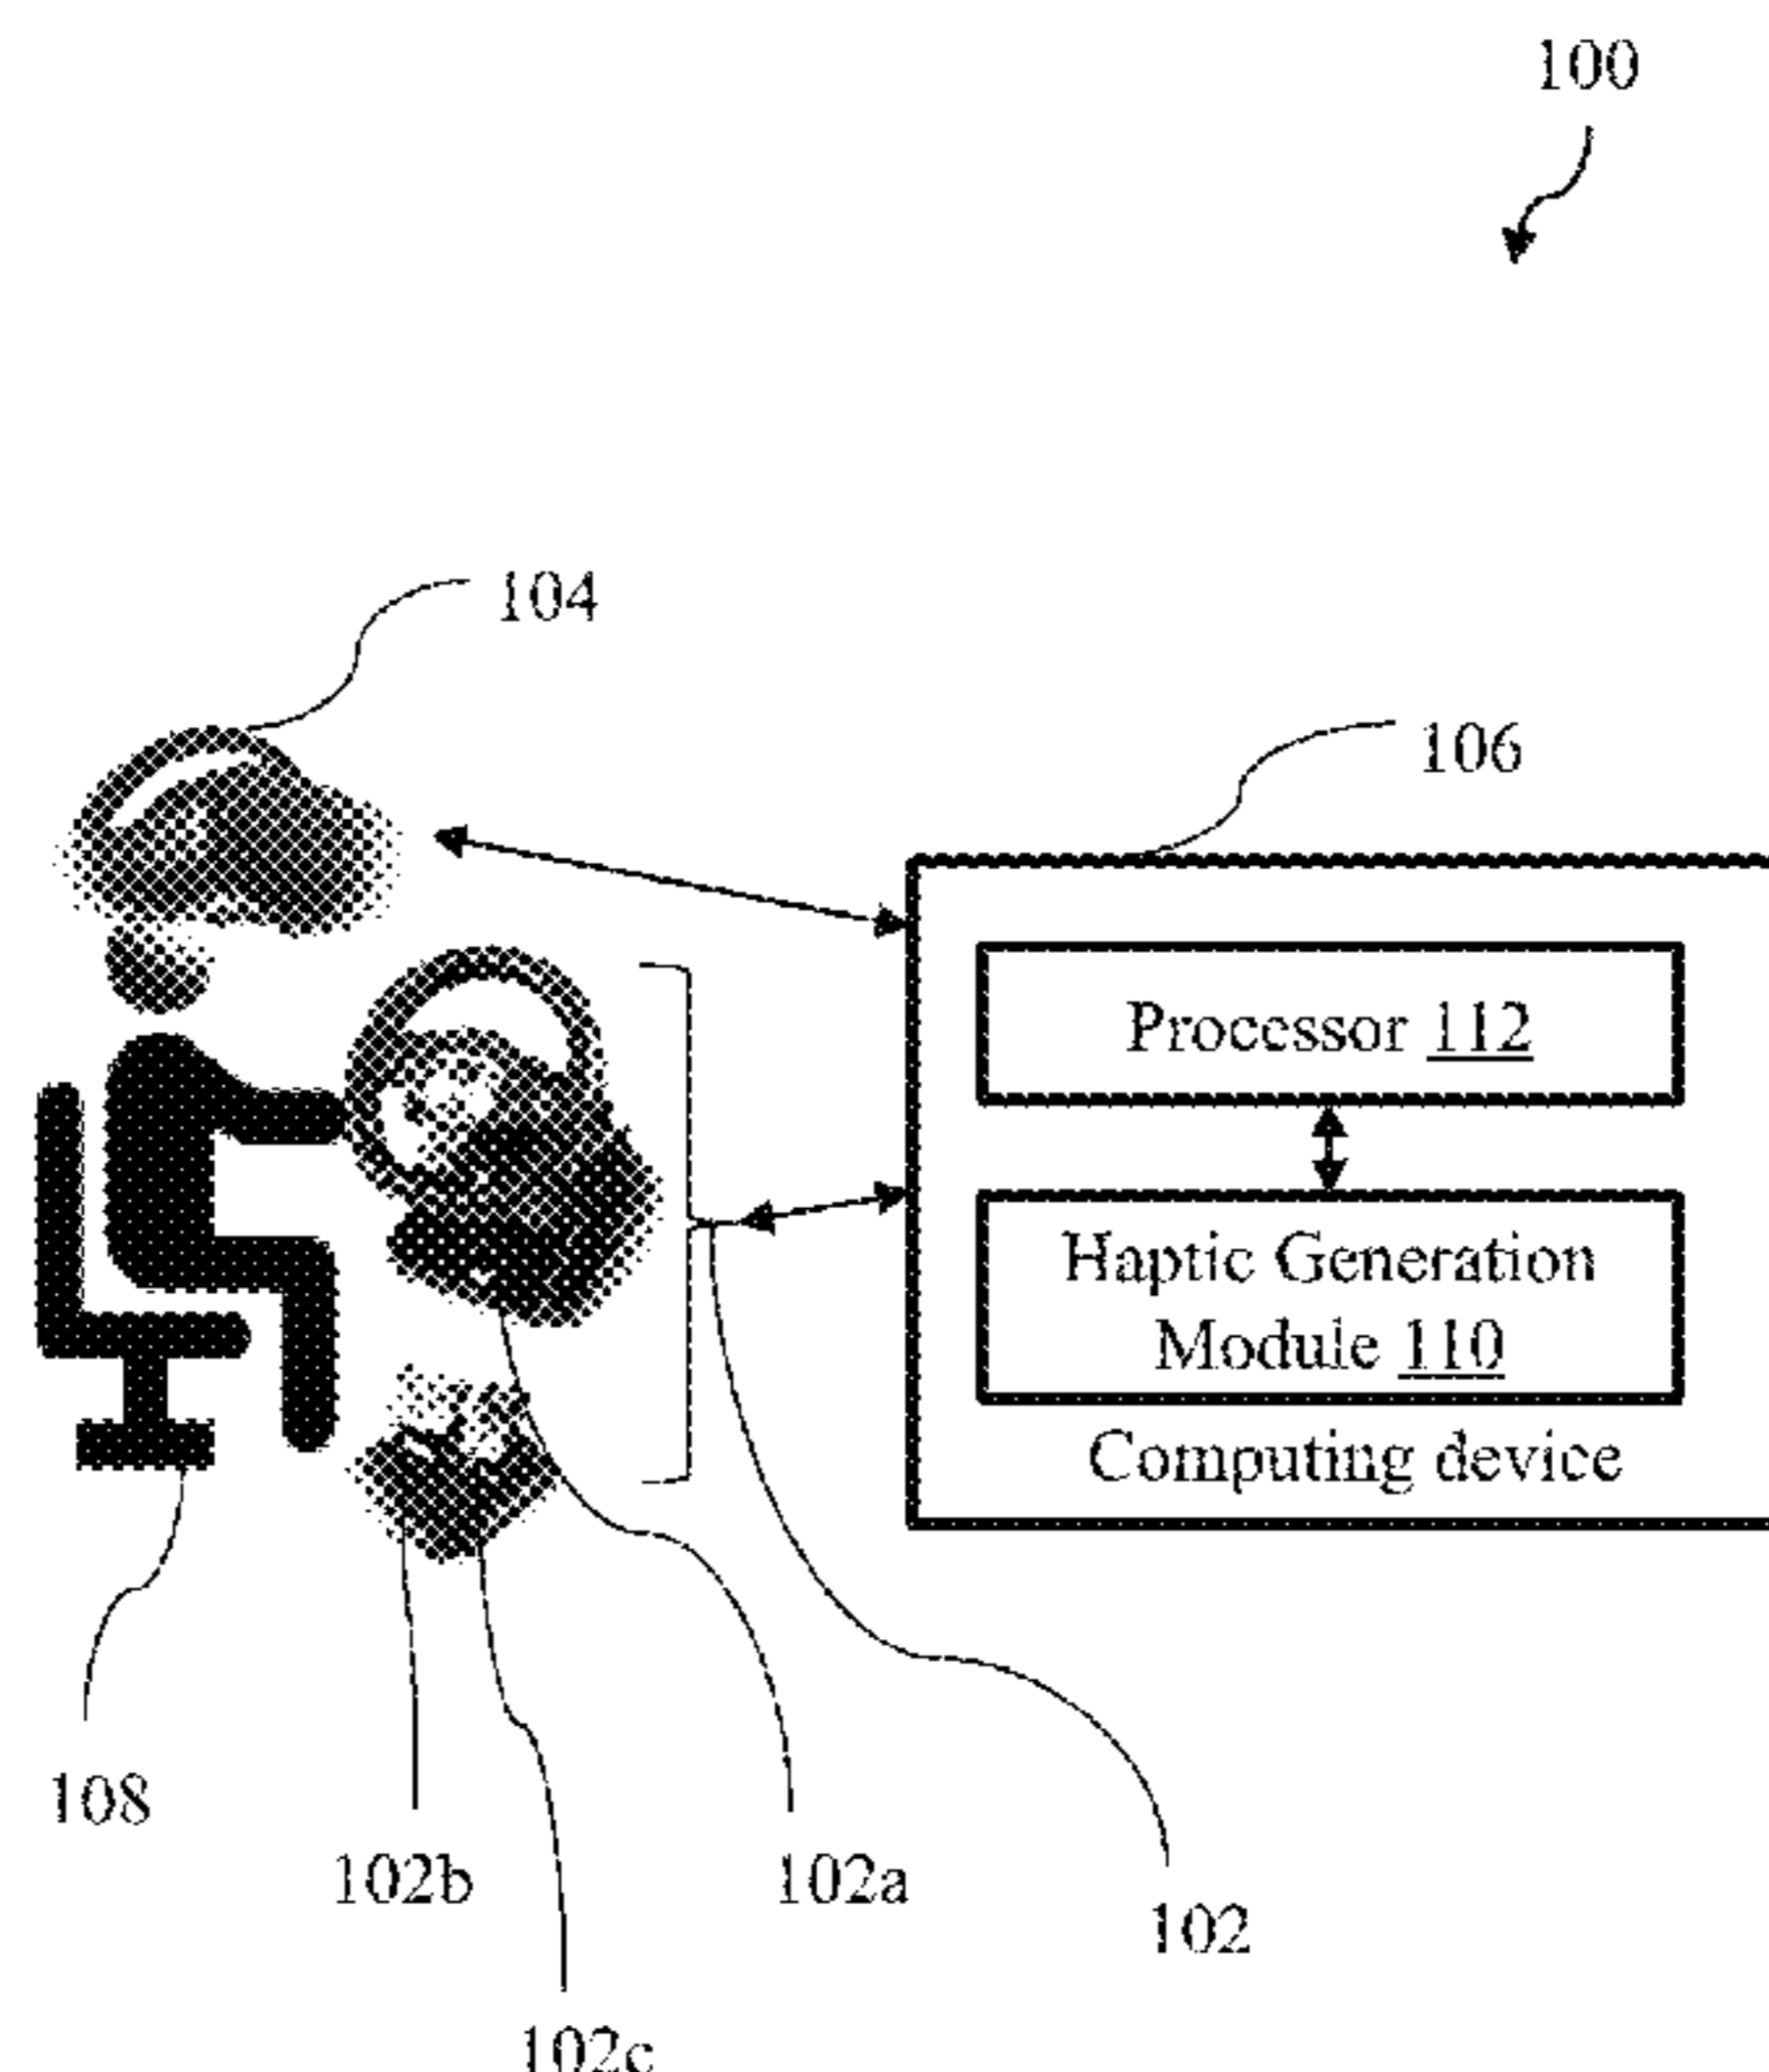 100
104
106
Processor 112
Haptic Generation
Module 110
Computing device
108
102b
102a
102
102c